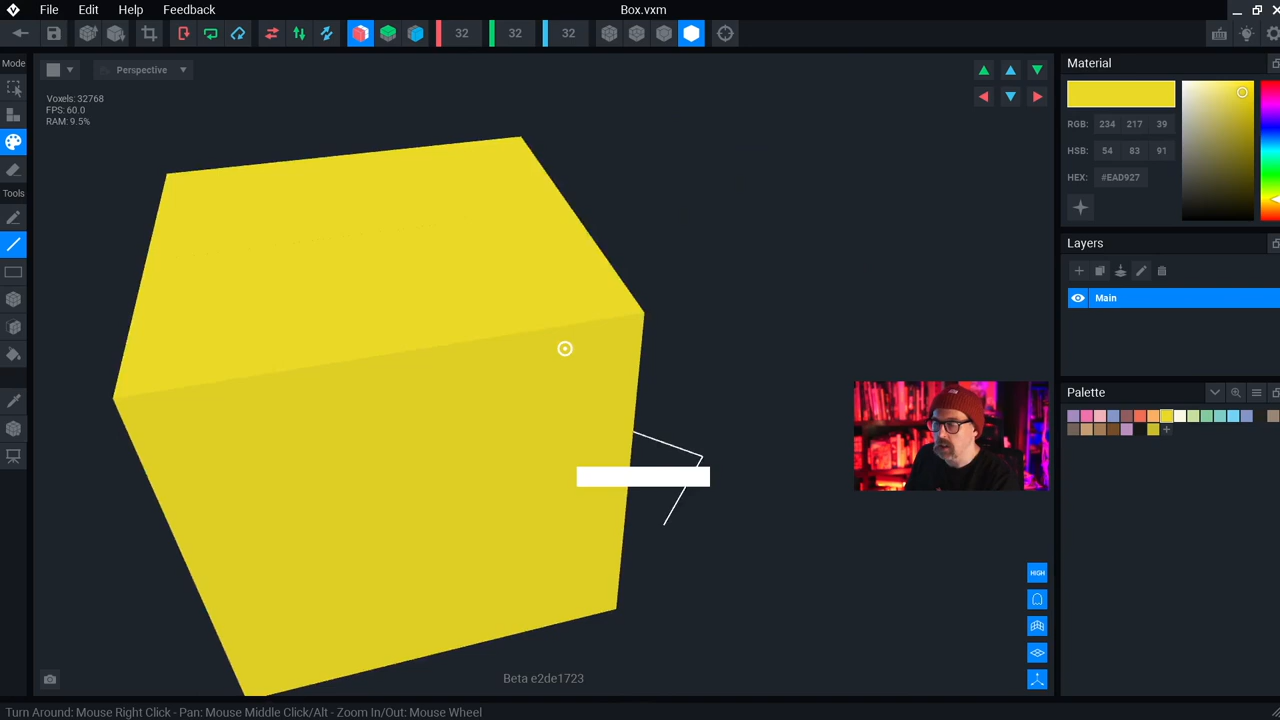 File Edit Help Feedback Box.vxm
32 32 32
Mode
Perspective
Voxels: 32768
FPS: 60.0
RAM: 9.5%
Tools
Material
RGB: 234 217 39
HSB: 54 83 91
HEX: #EAD927
Layers
Main
Palette
HIGH
Beta e2de1723
Turn Around: Mouse Right Click - Pan: Mouse Middle Click/Alt - Zoom In/Out: Mouse Wheel